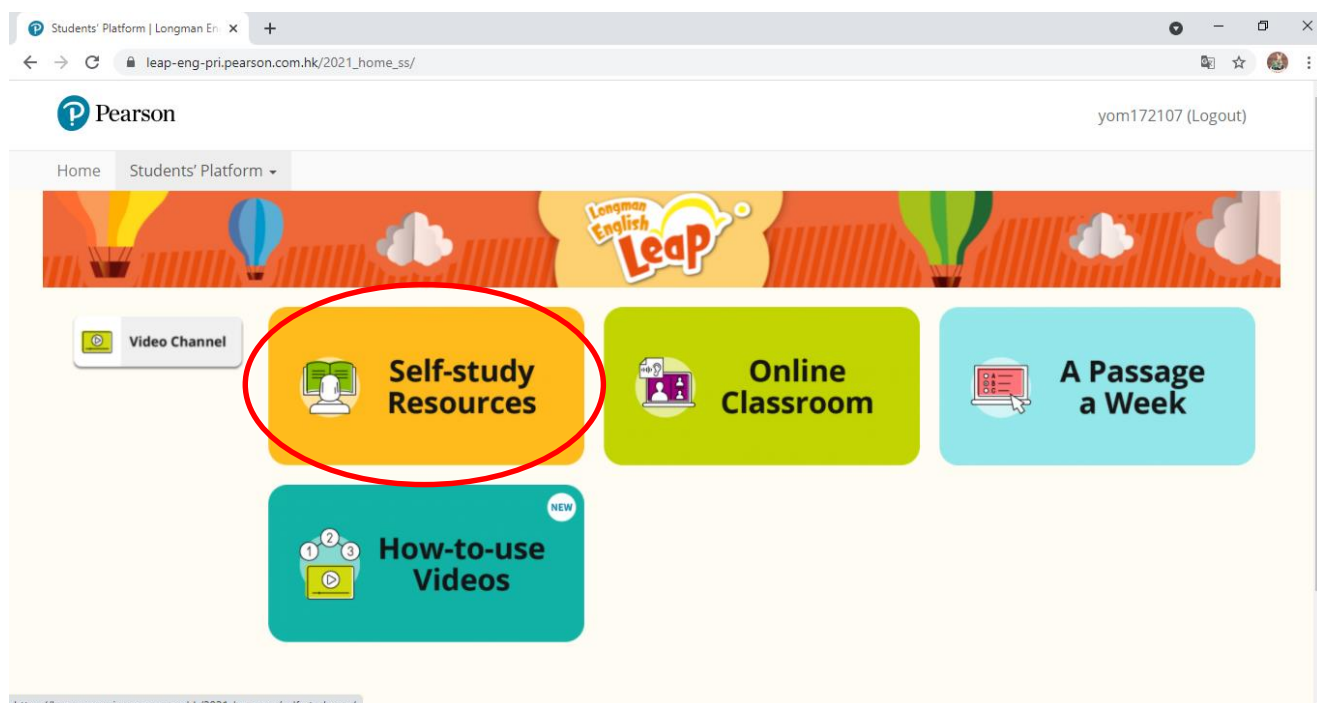 Students' Platform | Longman En
leap-eng-pri.pearson.com.hk/2021_home_ss/
Pearson
yom172107 (Logout)
Home Students' Platform
Longman
English
Leap
Video Channel
Self-study
Resources
Online
Classroom
A Passage
a Week
NEW
1 2 3
How-to-use
Videos